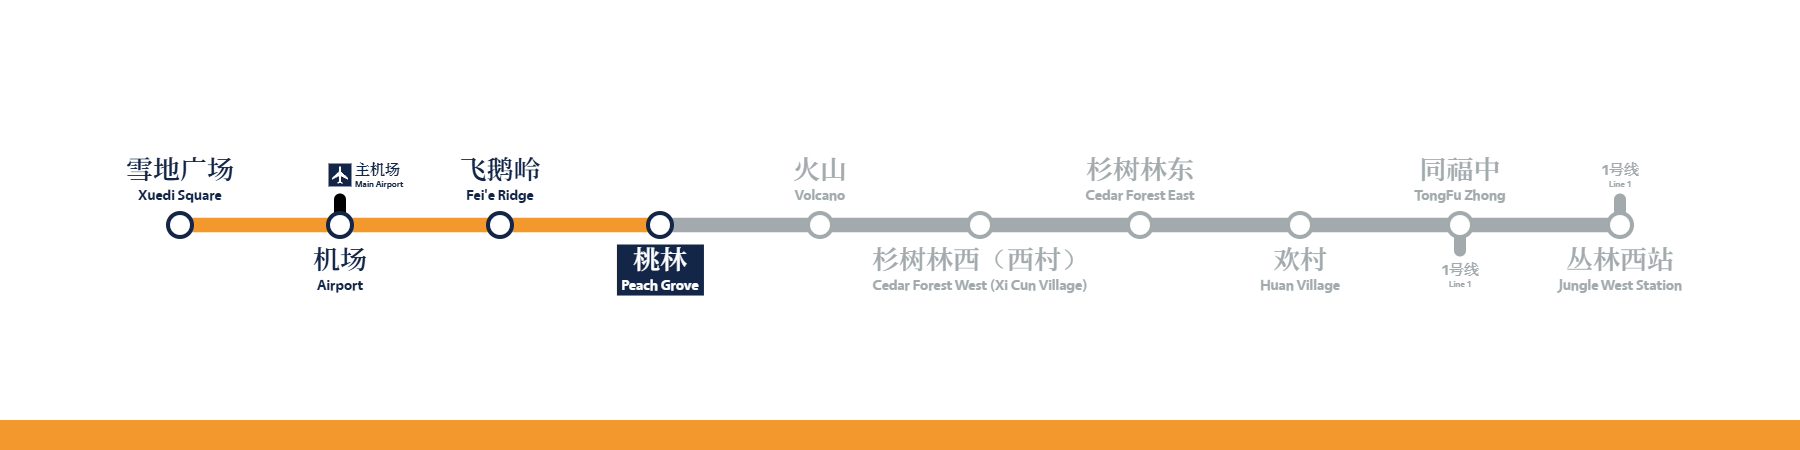 雪地广场
Xuedi Square
主机场
Main Airport
机场
Airport
飞鹅岭
Fei'e Ridge
桃林
Peach Grove
火山
Volcano
杉树林西（西村）
Cedar Forest West (Xi Cun Village)
杉树林东
Cedar Forest East
欢村
Huan Village
同福中
TongFu Zhong
1号线
Line 1
1号线
Line 1
丛林西站
Jungle West Station